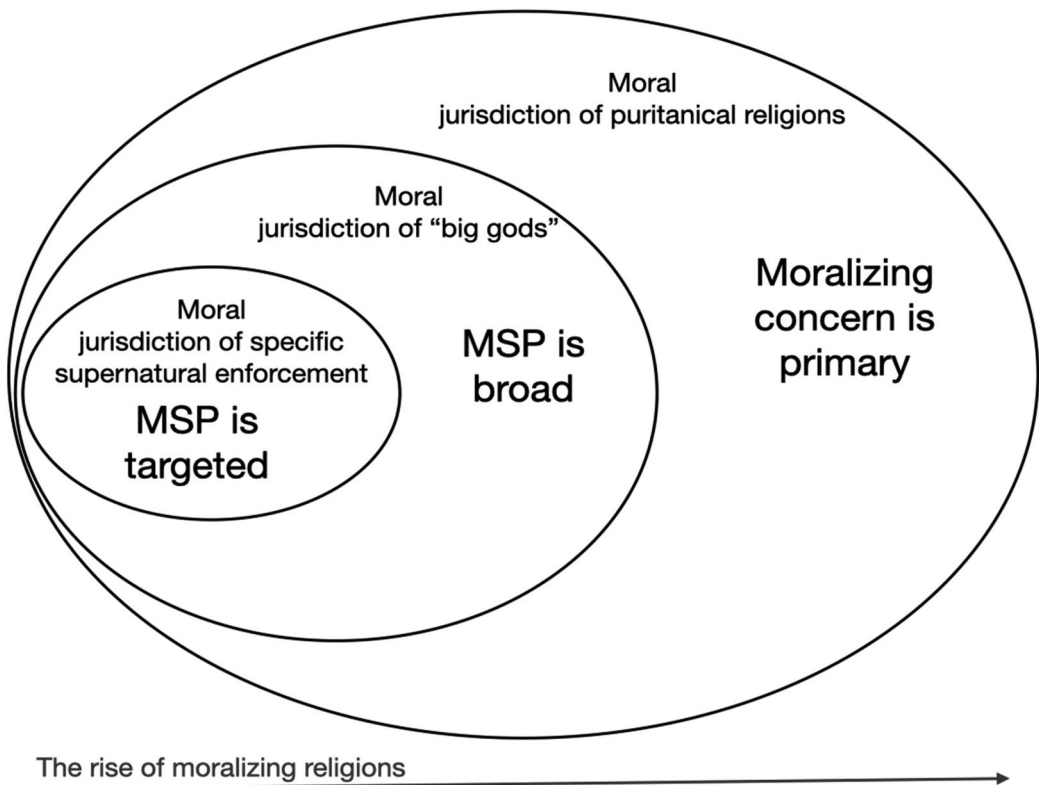 Moral
jurisdiction of puritanical religions
Moral
jurisdiction of “big gods”
Moral
jurisdiction of specific
supernatural enforcement
MSP is
targeted
MSP is
broad
Moralizing
concern is
primary
The rise of moralizing religions